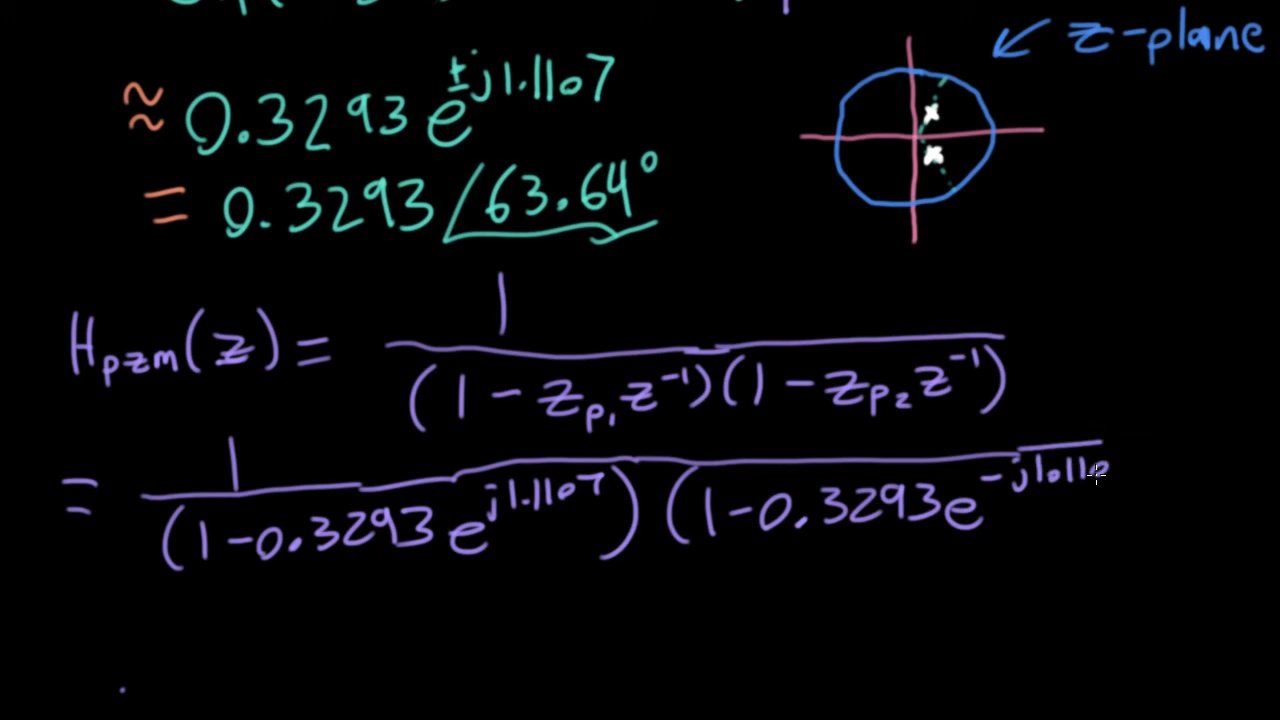 z-plane
≈ 0.3293 e^{±j1.1107}
= 0.3293 /63.64°
H_{pzm}(z) = 1 / ((1 - z_{p1} z^{-1})(1 - z_{p2} z^{-1}))
= 1 / ((1 - 0.3293 e^{j1.1107})(1 - 0.3293 e^{-j1.110